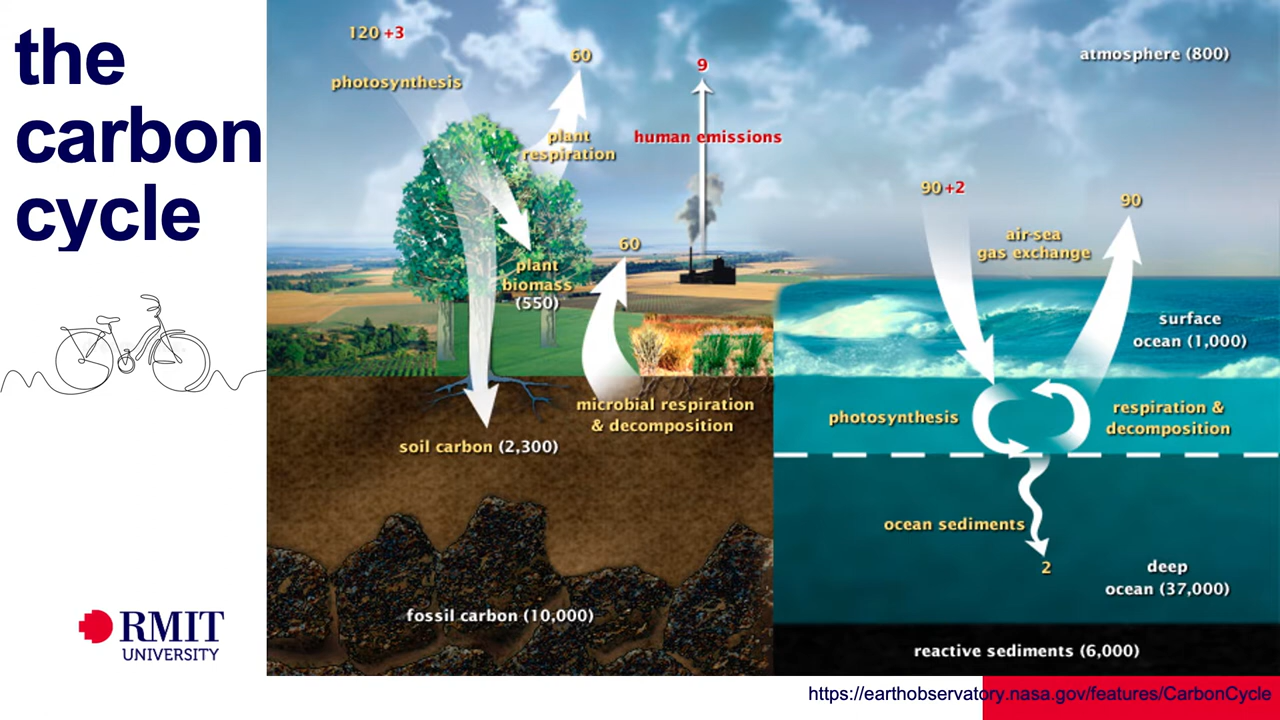 the
carbon
cycle
RMIT
UNIVERSITY
120 +3
photosynthesis
60
plant
respiration
9
human emissions
atmosphere (800)
plant
biomass
(550)
60
microbial respiration
& decomposition
soil carbon (2,300)
fossil carbon (10,000)
90 +2
90
air-sea
gas exchange
surface
ocean (1,000)
photosynthesis
respiration &
decomposition
ocean sediments
2
deep
ocean (37,000)
reactive sediments (6,000)
https://earthobservatory.nasa.gov/features/CarbonCycle